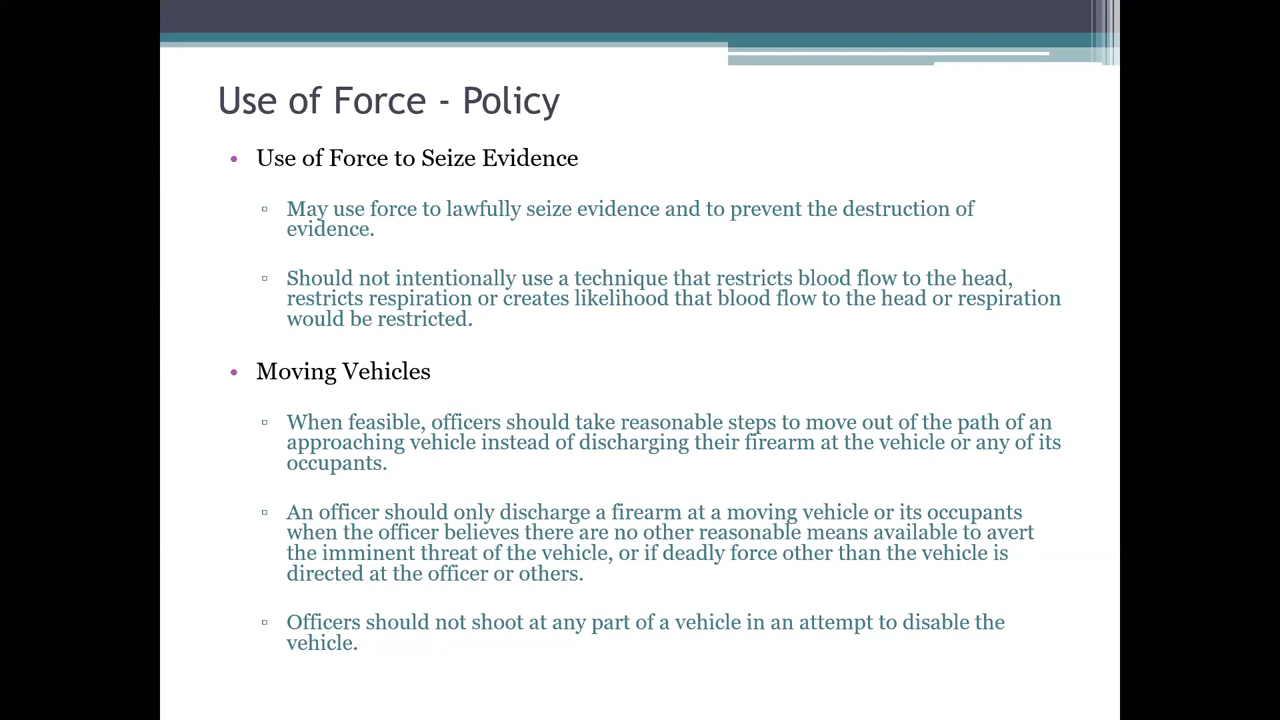 Use of Force - Policy
Use of Force to Seize Evidence
May use force to lawfully seize evidence and to prevent the destruction of
evidence.
Should not intentionally use a technique that restricts blood flow to the head,
restricts respiration or creates likelihood that blood flow to the head or respiration
would be restricted.
Moving Vehicles
When feasible, officers should take reasonable steps to move out of the path of an
approaching vehicle instead of discharging their firearm at the vehicle or any of its
occupants.
An officer should only discharge a firearm at a moving vehicle or its occupants
when the officer believes there are no other reasonable means available to avert
the imminent threat of the vehicle, or if deadly force other than the vehicle is
directed at the officer or others.
Officers should not shoot at any part of a vehicle in an attempt to disable the
vehicle.